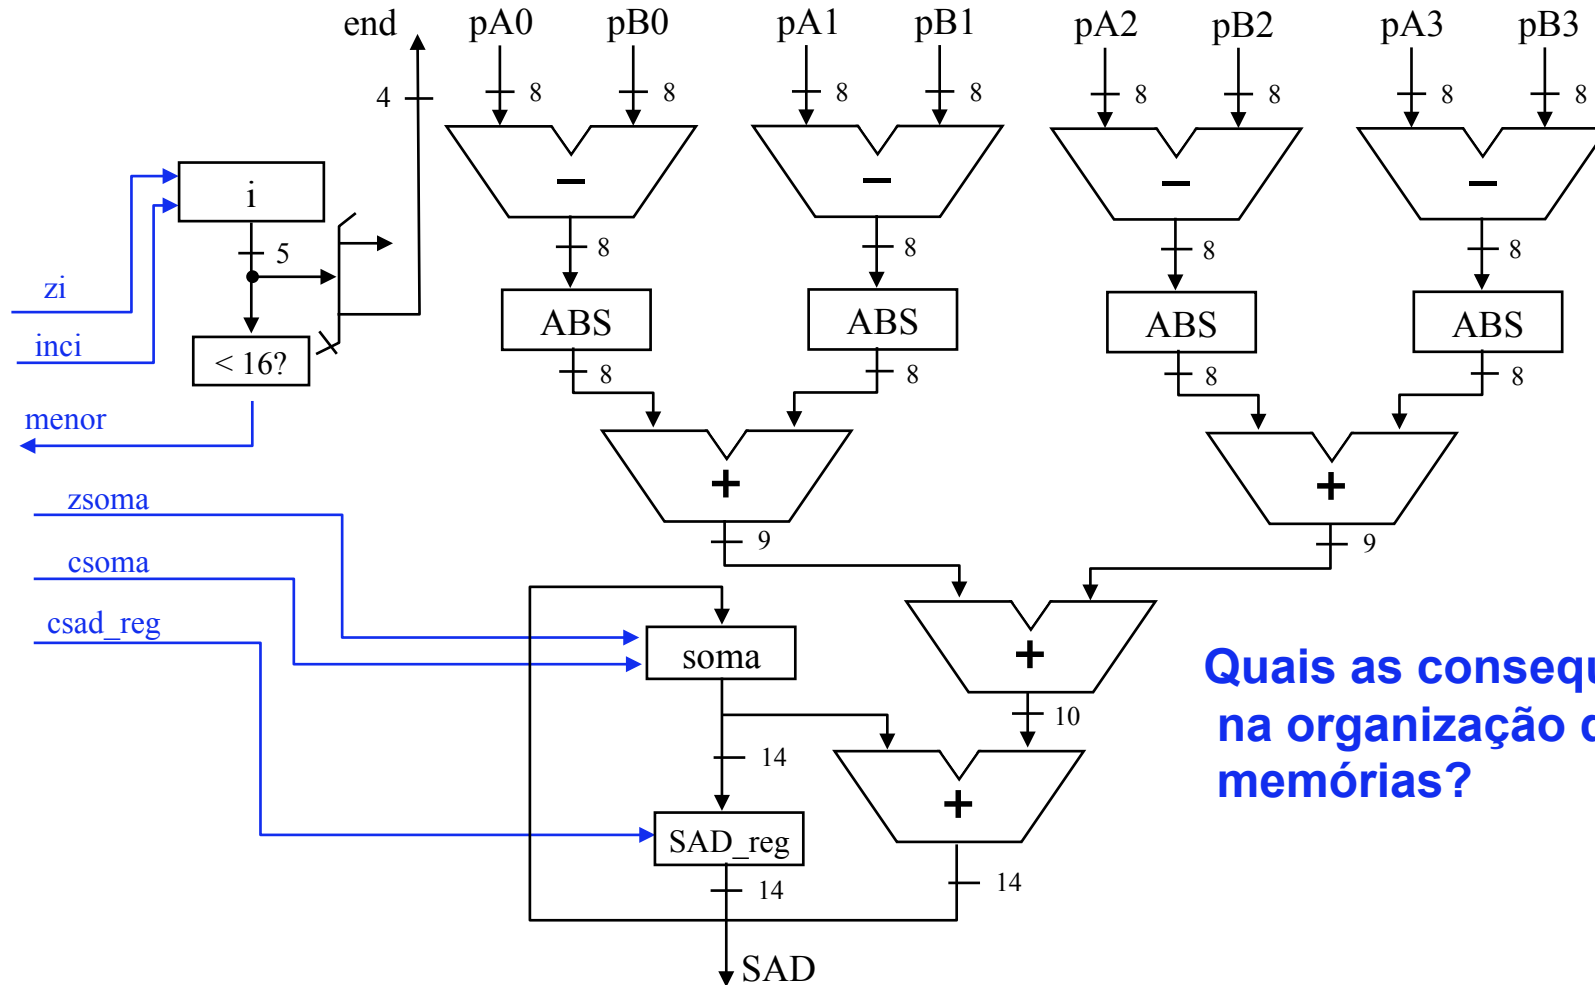 end pA0 pB0 pA1 pB1 pA2 pB2 pA3 pB3
4 8 8 8 8 8 8 8 8
i
− − − −
5 8 8 8 8
zi
inci
< 16?
ABS ABS ABS ABS
8 8 8 8
menor
+ +
zsoma
9 9
csoma
csad_reg
soma
+
10
14
+
SAD_reg
14 14
SAD
Quais as
na organização
memórias?